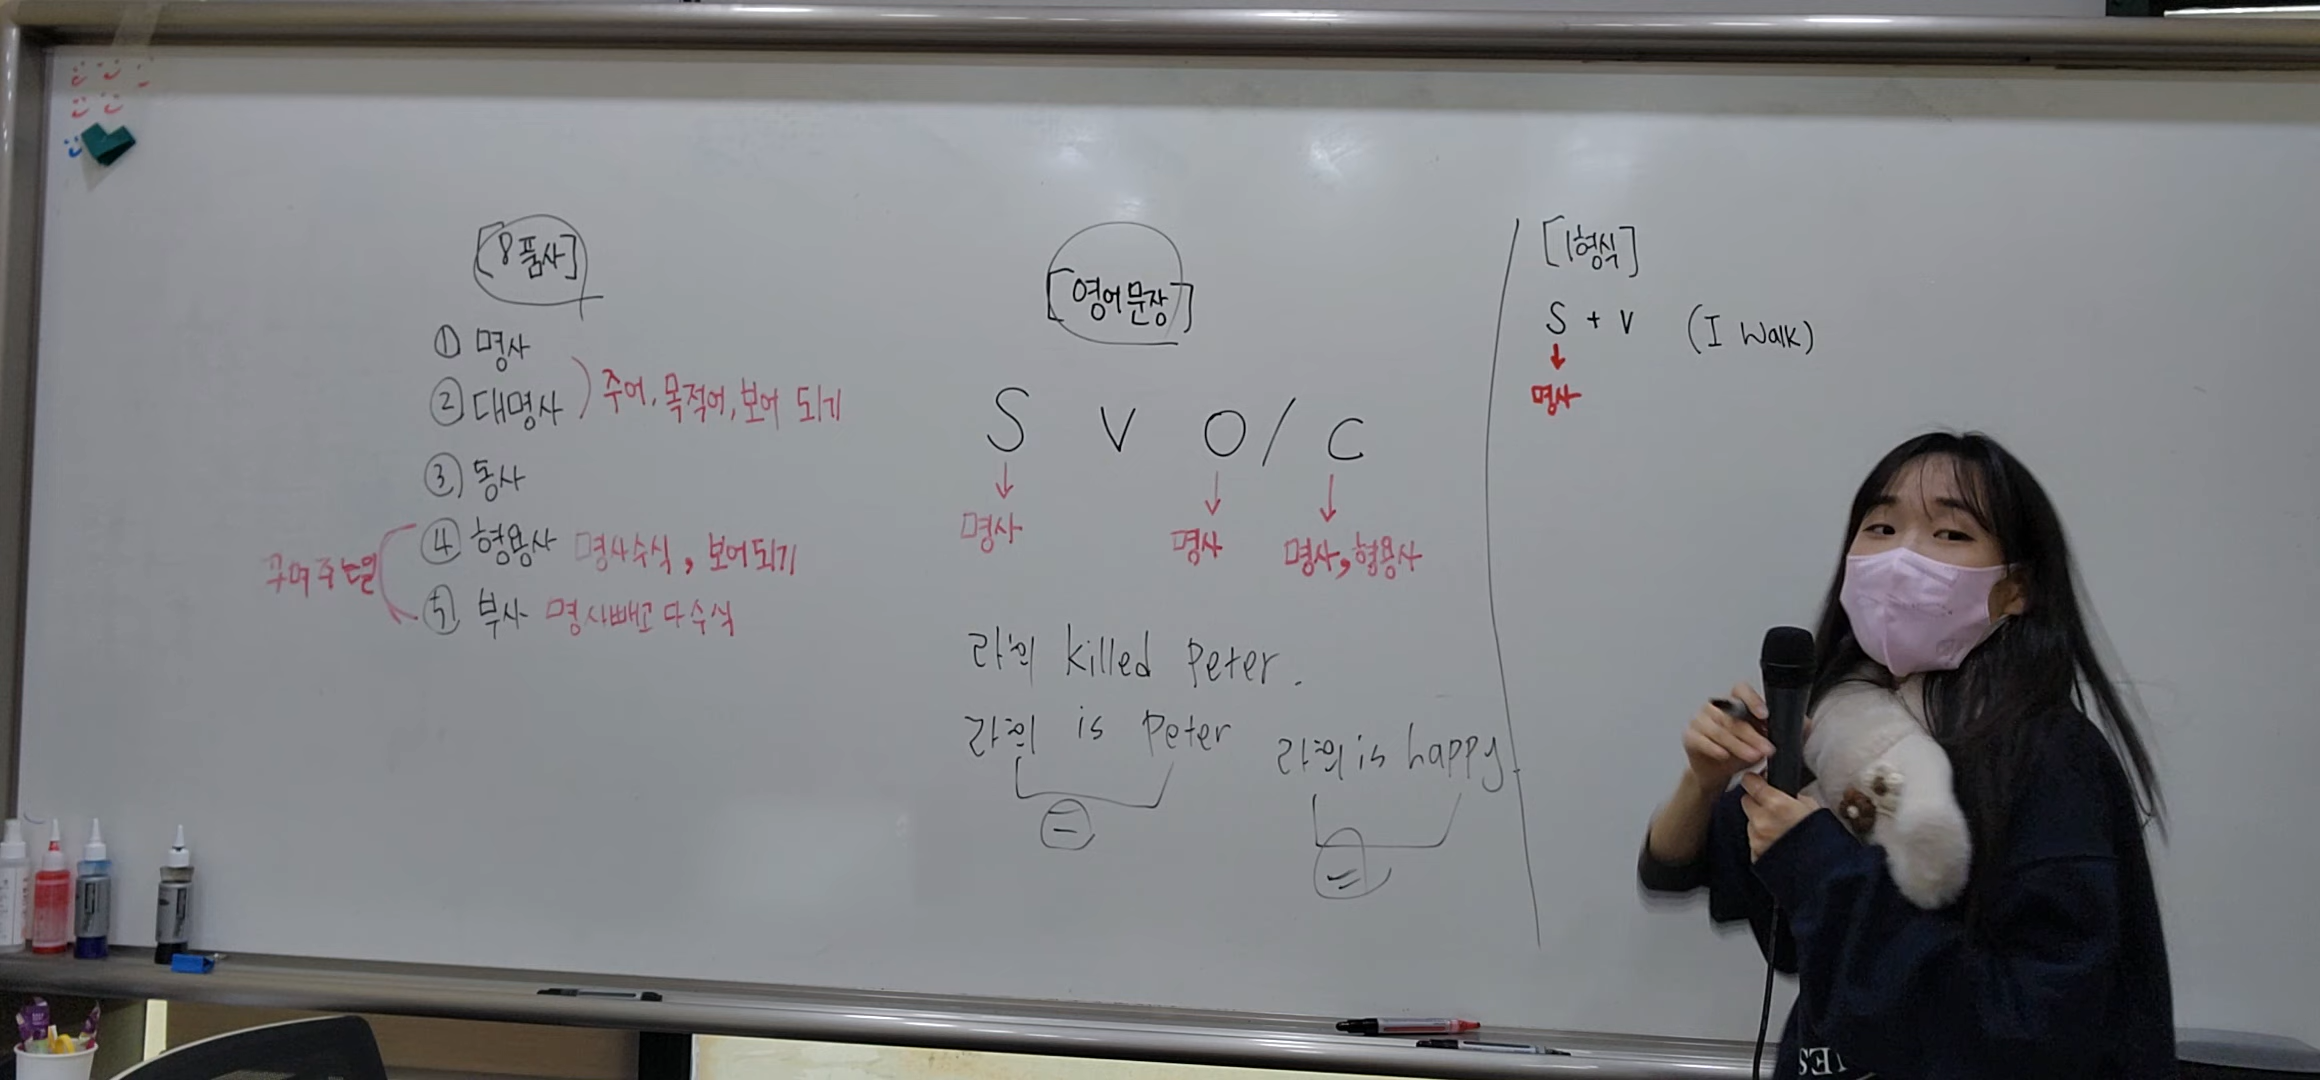 [8품사]
① 명사
② 대명사 ) 주어, 목적어, 보어 되기
③ 동사
④ 형용사 명사수식, 보어되기
꾸며주는말
⑤ 부사 명사빼고 다 수식
[영어문장]
S V O / C
↓ ↓ ↓
명사 명사 명사, 형용사
라희 killed Peter.
라희 is Peter
=
라희 is happy.
=
[1형식]
S + V (I walk)
↓
명사